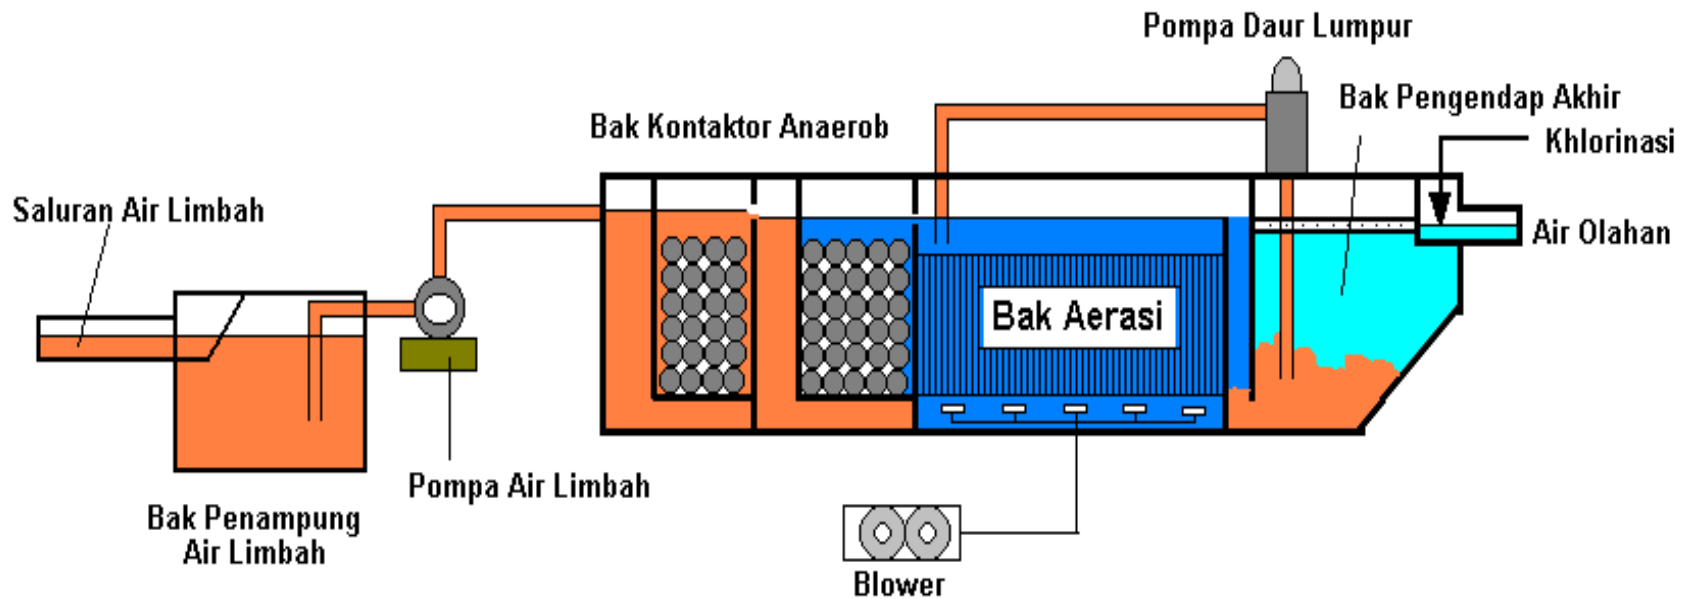 Pompa Daur Lumpur
Bak Pengendap Akhir
Bak Kontaktor Anaerob
Khlorinasi
Saluran Air Limbah
Air Olahan
Bak Aerasi
Pompa Air Limbah
Bak Penampung
Air Limbah
Blower